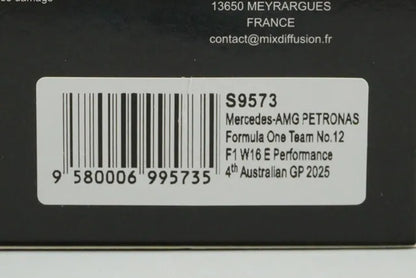 damage
13650 MEYRARGUES
FRANCE
contact@mixdiffusion.fr
S9573
Mercedes-AMG PETRONAS
Formula One Team No.12
F1 W16 E Performance
4th Australian GP 2025
9 580006 995735